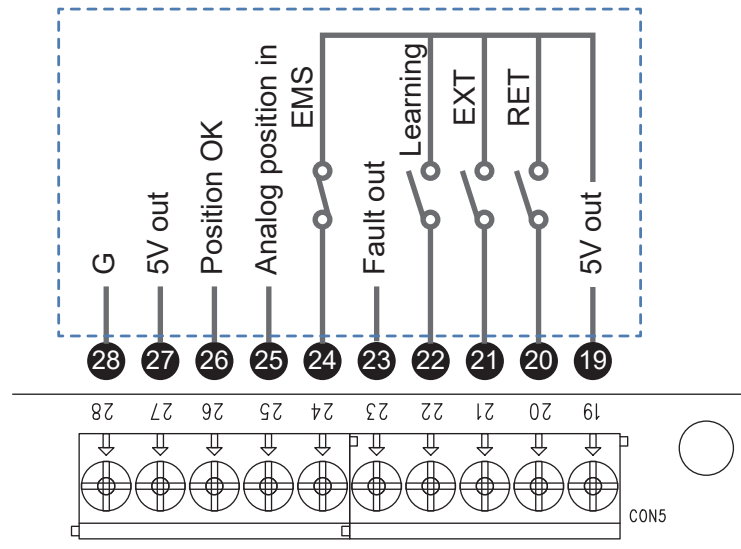 G
5V out
Position OK
Analog position in
EMS
Fault out
Learning
EXT
RET
5V out
28 27 26 25 24 23 22 21 20 19
28 27 26 25 24 23 22 21 20 19
CON5